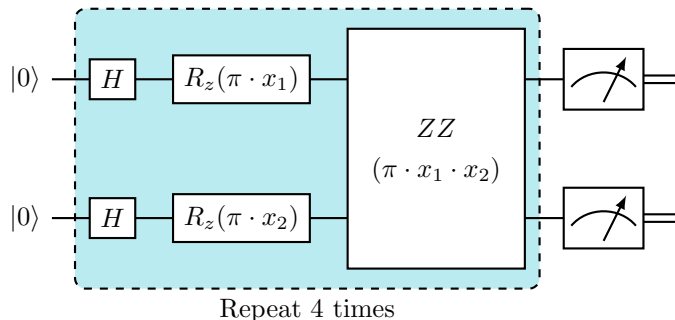 |0⟩ H R_z(π · x_1)
ZZ
(π · x_1 · x_2)
|0⟩ H R_z(π · x_2)
Repeat 4 times